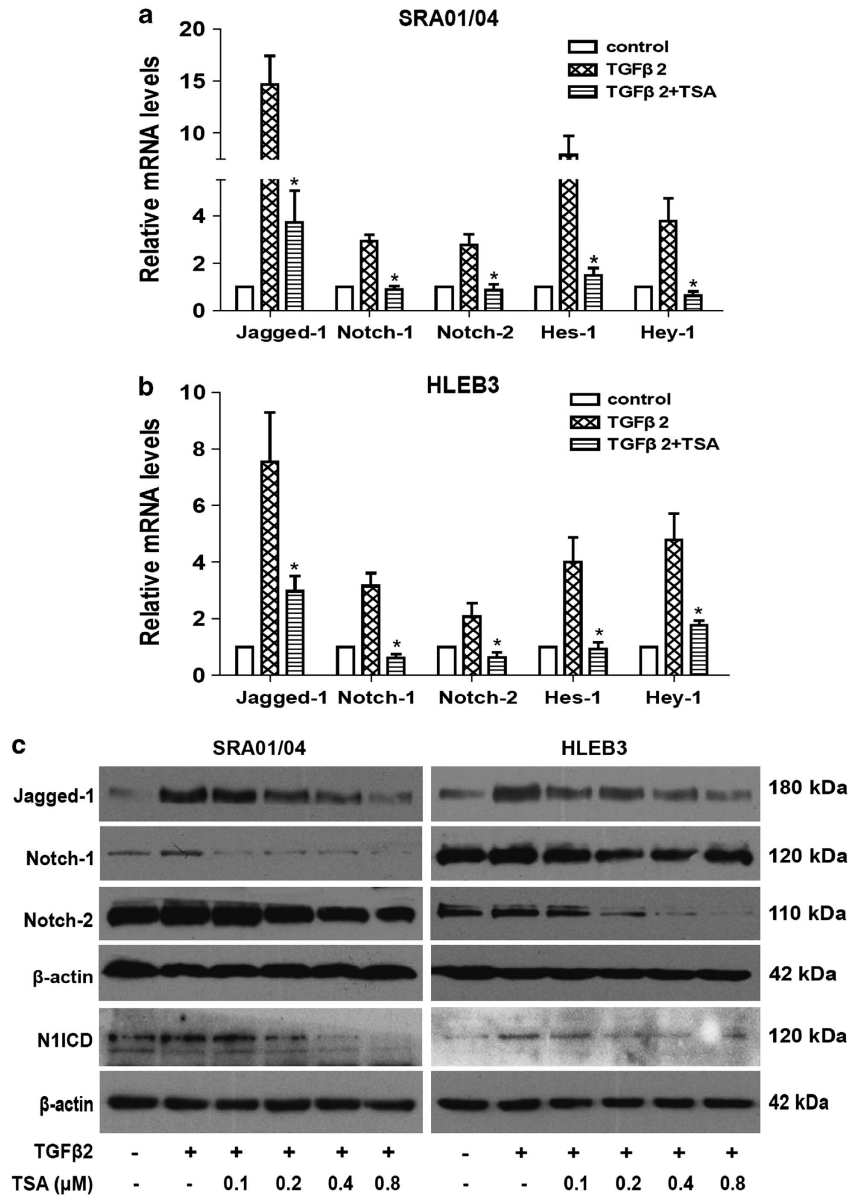 a
SRA01/04
Relative mRNA levels
20
15
10
4
2
0
control
TGFβ 2
TGFβ 2+TSA
*
*
*
*
*
Jagged-1 Notch-1 Notch-2 Hes-1 Hey-1
b
HLEB3
Relative mRNA levels
10
8
6
4
2
0
control
TGFβ 2
TGFβ 2+TSA
*
*
*
*
*
Jagged-1 Notch-1 Notch-2 Hes-1 Hey-1
c
SRA01/04 HLEB3
Jagged-1 180 kDa
Notch-1 120 kDa
Notch-2 110 kDa
β-actin 42 kDa
N1ICD 120 kDa
β-actin 42 kDa
TGFβ2 - + + + + + - + + + + +
TSA (μM) - - 0.1 0.2 0.4 0.8 - - 0.1 0.2 0.4 0.8